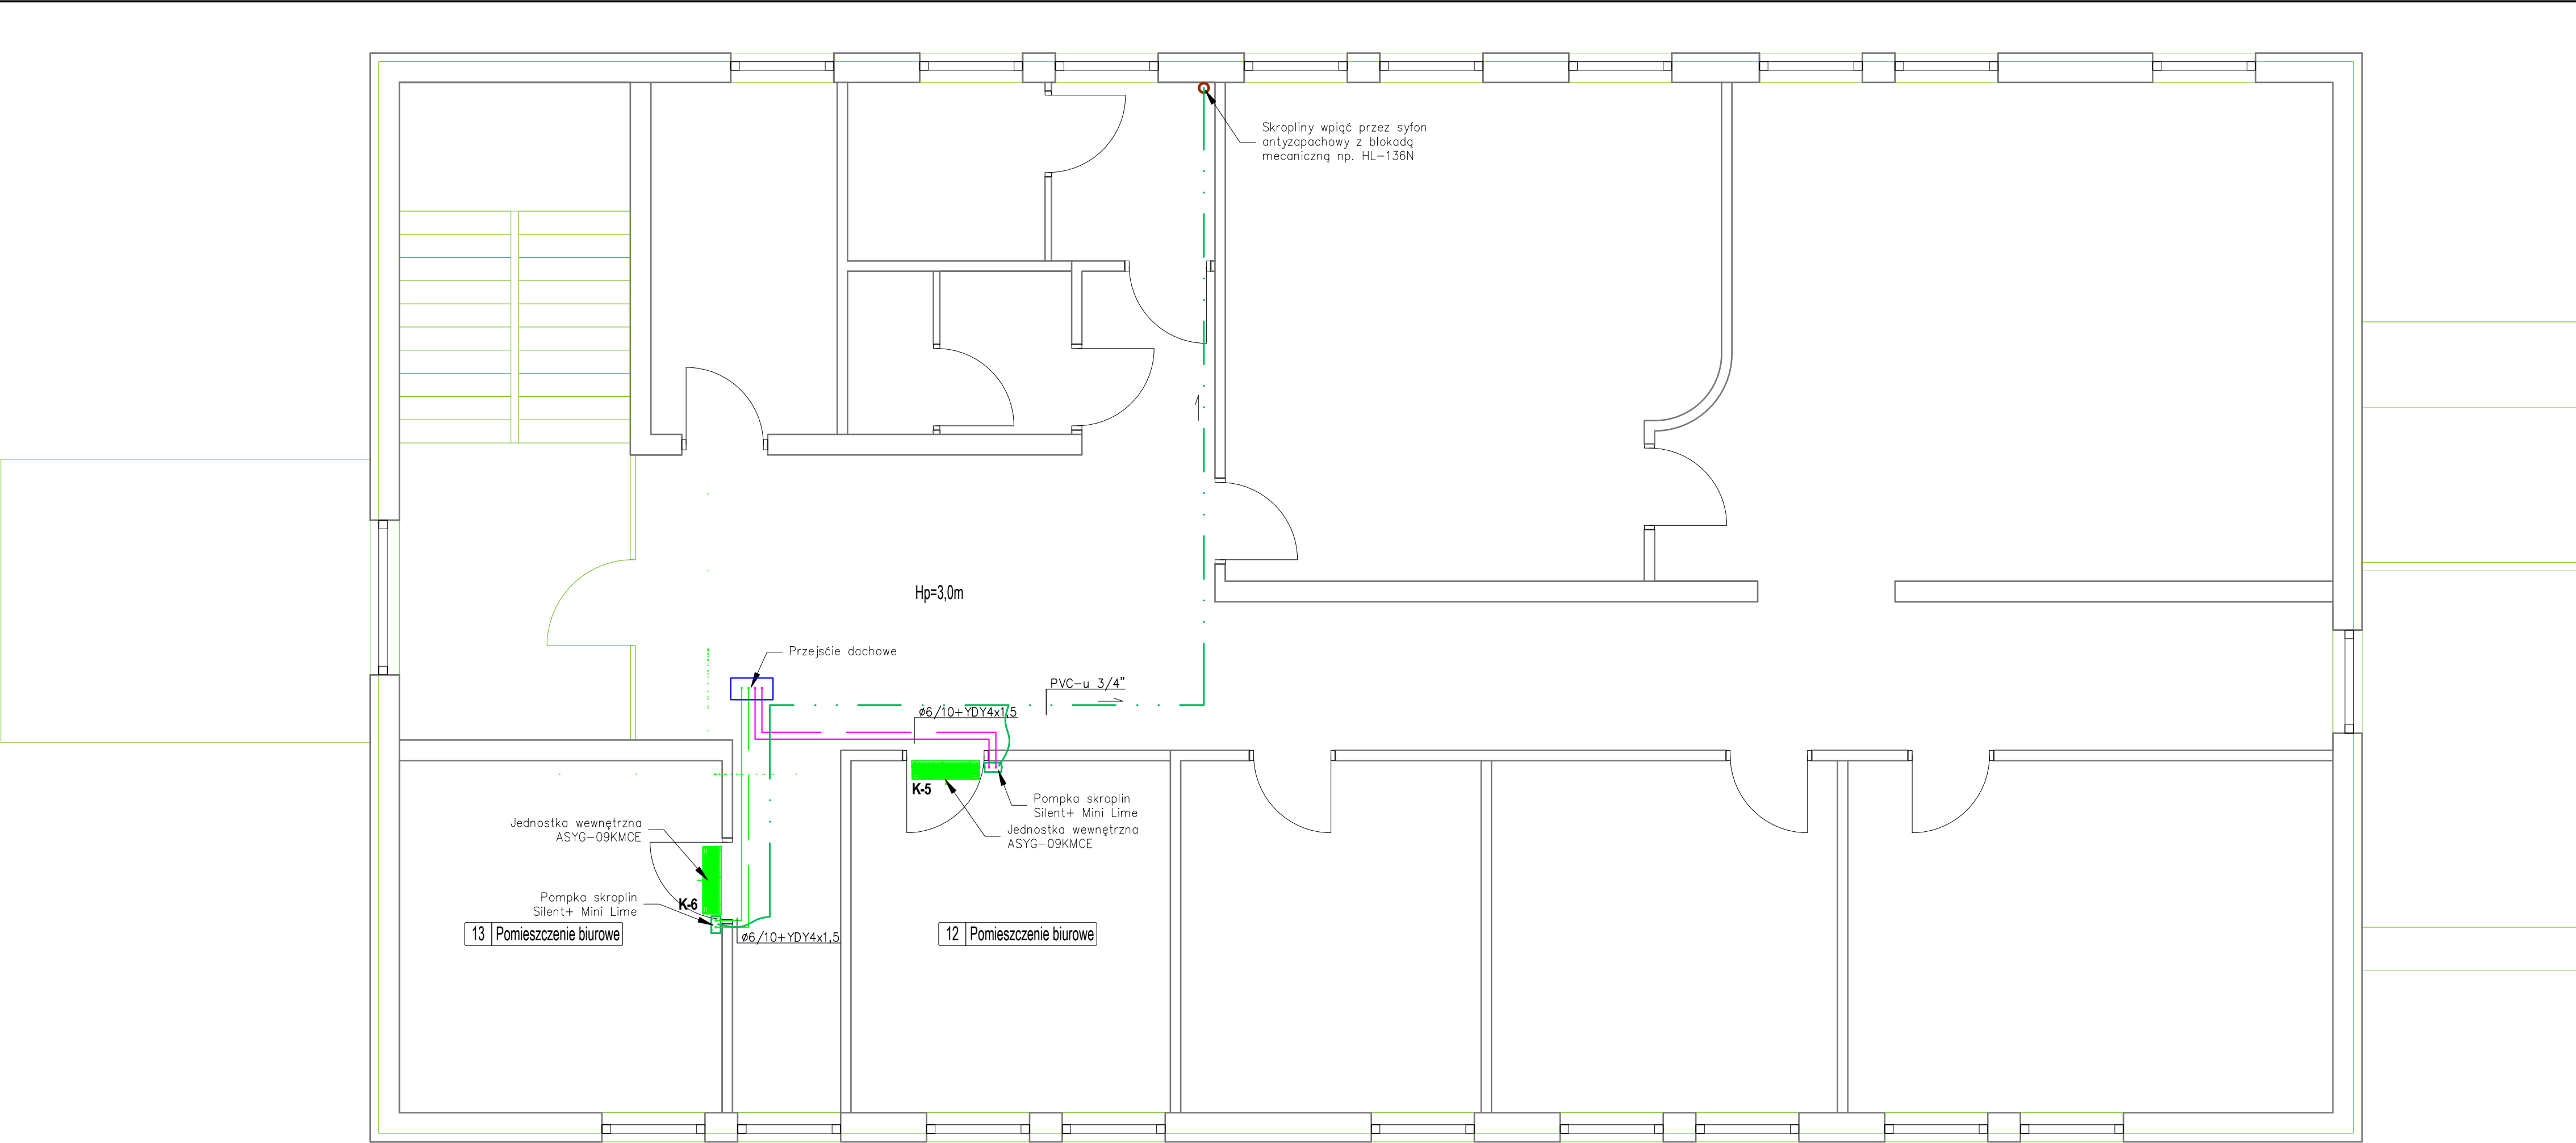 Skropliny wpiąć przez syfon
antyzapachowy z blokadą
mecaniczną np. HL-136N
Hp=3,0m
Przejśćie dachowe
PVC-u 3/4"
ø6/10+YDY4x1,5
K-5
Pompka skroplin
Silent+ Mini Lime
Jednostka wewnętrzna
ASYG-09KMCE
Jednostka wewnętrzna
ASYG-09KMCE
Pompka skroplin
Silent+ Mini Lime
K-6
13 Pomieszczenie biurowe
ø6/10+YDY4x1,5
12 Pomieszczenie biurowe